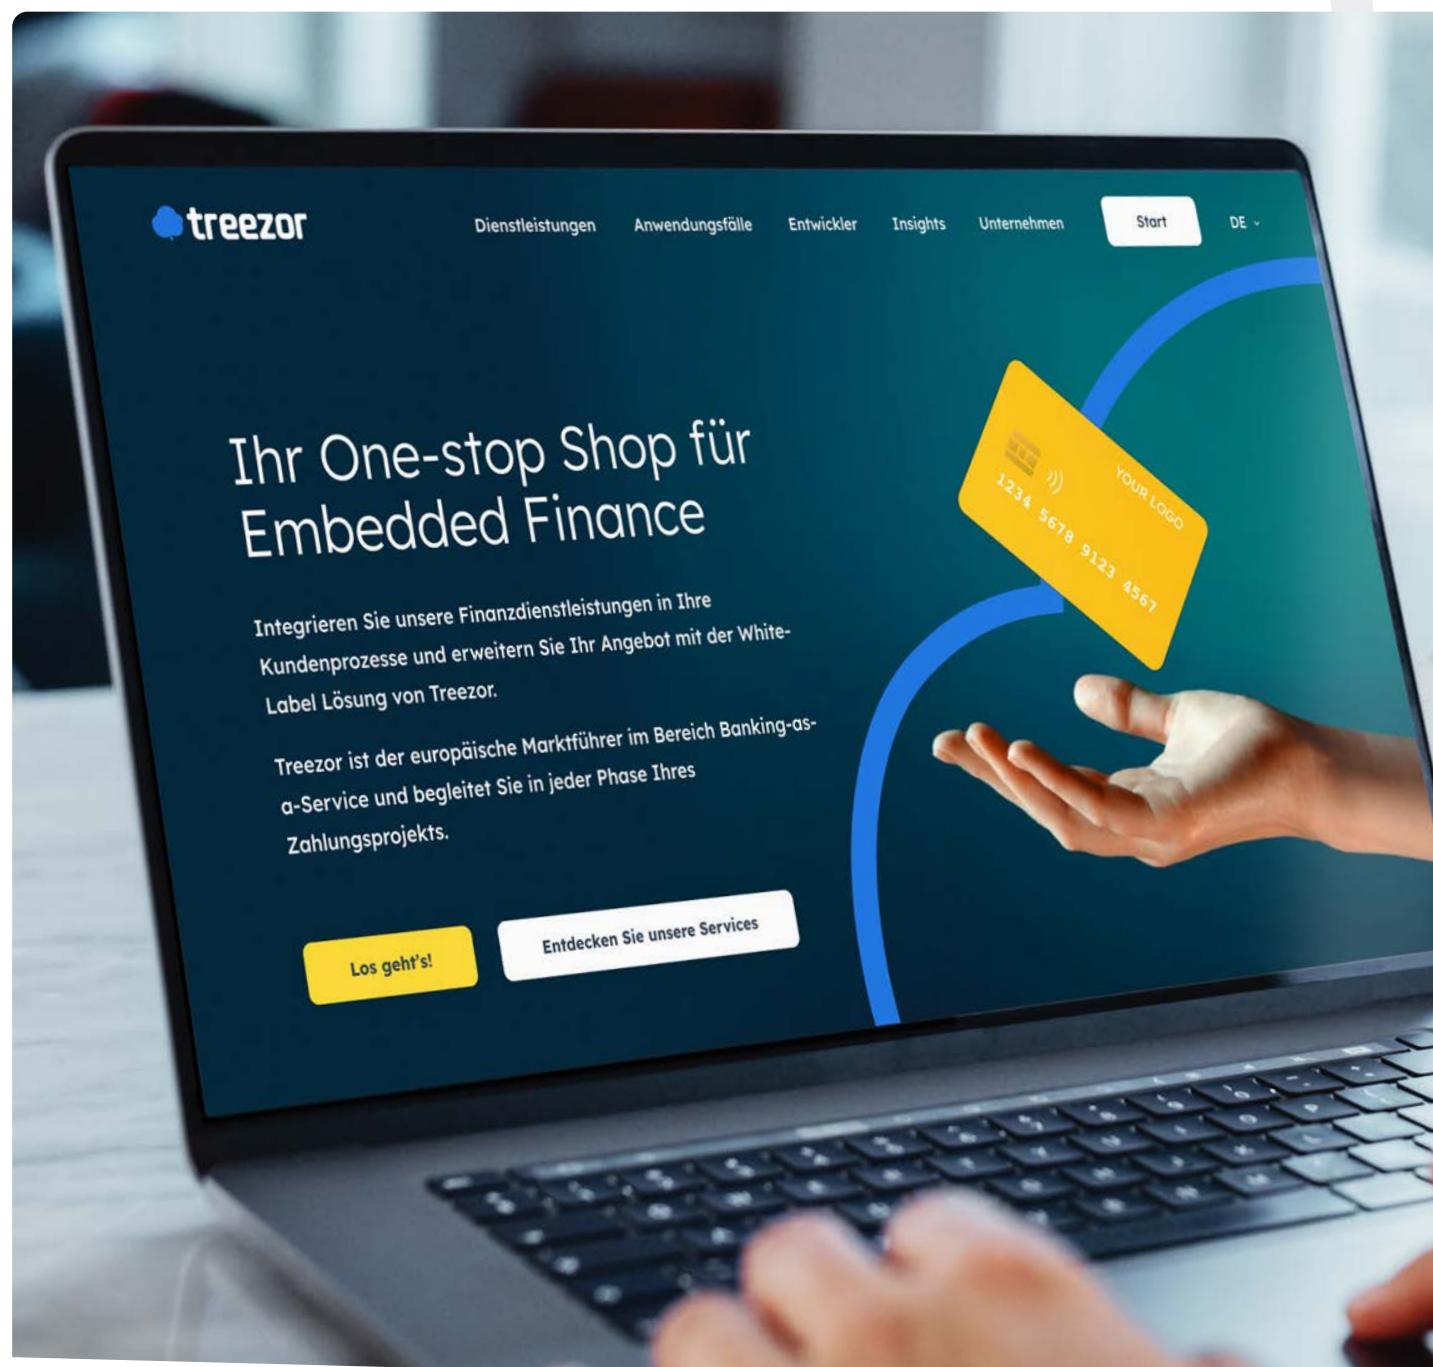 treezor
Dienstleistungen Anwendungsfälle Entwickler Insights Unternehmen Start DE
Ihr One-stop Shop für
Embedded Finance
Integrieren Sie unsere Finanzdienstleistungen in Ihre
Kundenprozesse und erweitern Sie Ihr Angebot mit der White-
Label Lösung von Treezor.
Treezor ist der europäische Marktführer im Bereich Banking-as-
a-Service und begleitet Sie in jeder Phase Ihres
Zahlungsprojekts.
Los geht's!
Entdecken Sie unsere Services
YOUR LOGO
1234 5678 9123 4567